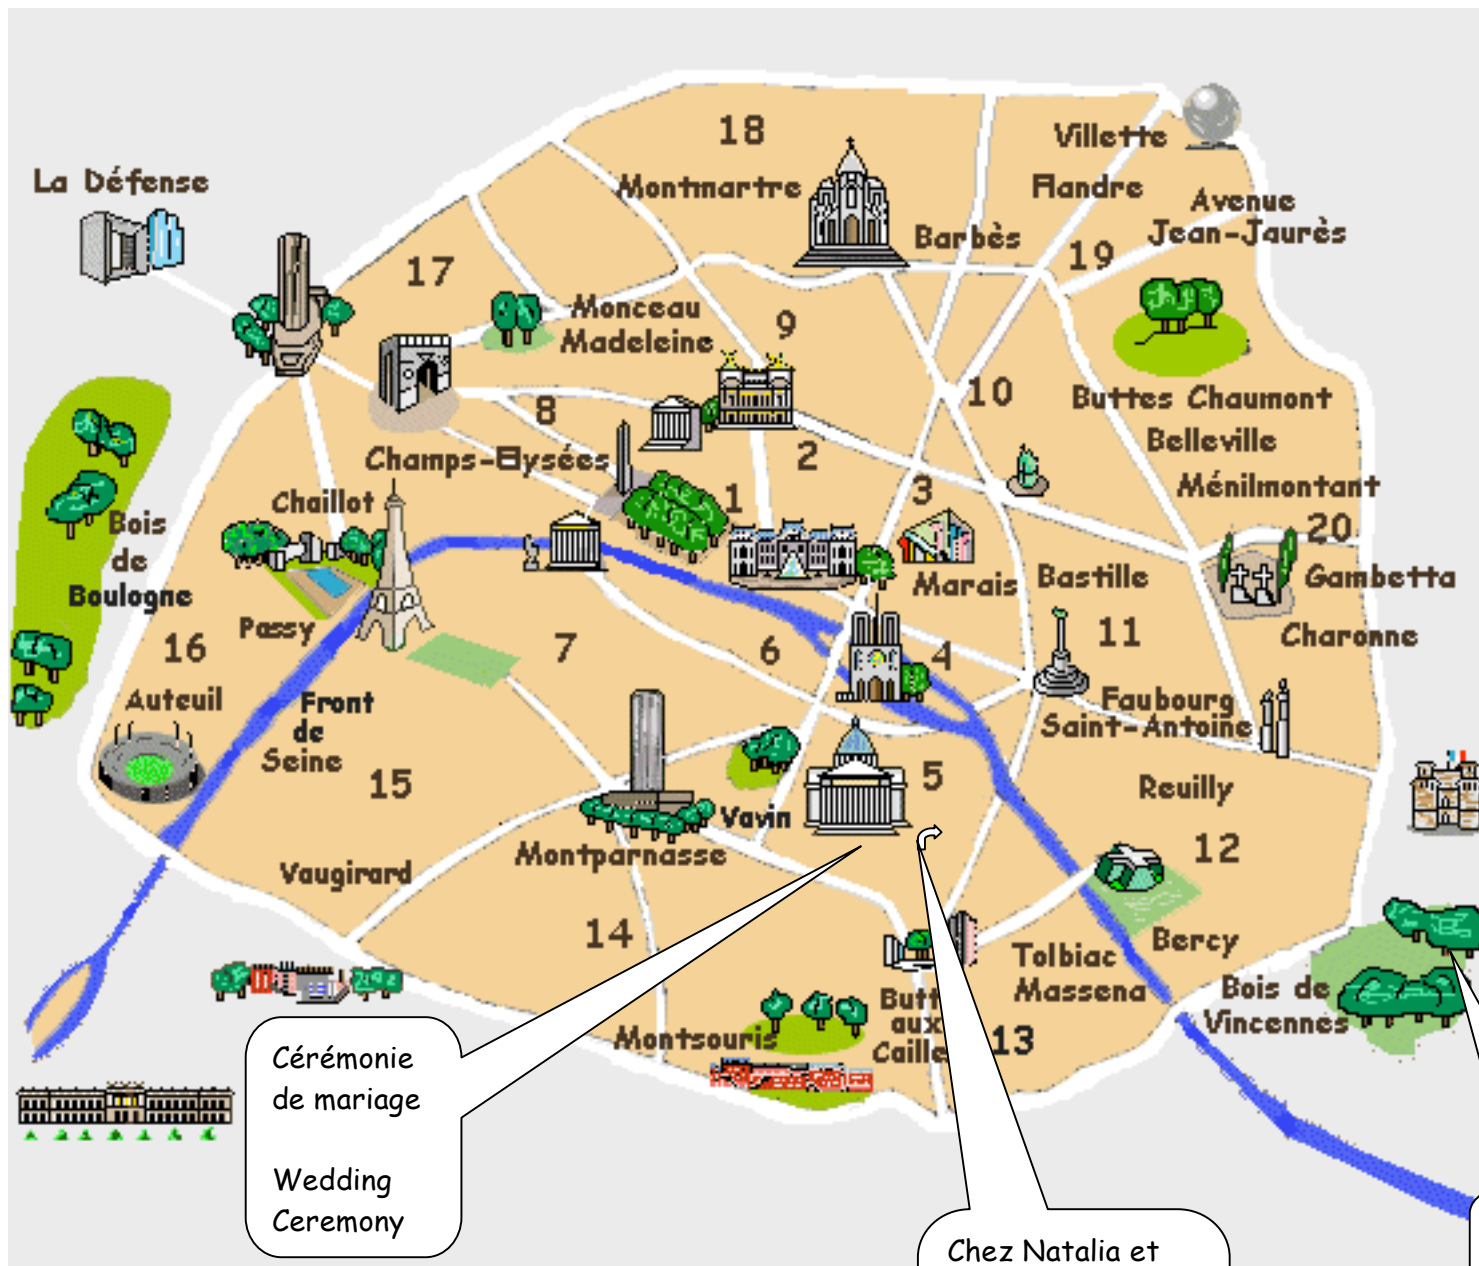 18
Villette
La Défense
Montmartre
Flandre
Avenue
Jean-Jaurès
Barbès
17
19
Monceau
Madeleine
9
10
8
Buttes Chaumont
Belleville
Champs-Elysées
2
Ménilmontant
Chaillot
1
3
20
Bois
de
Boulogne
Marais
Bastille
Gambetta
Passy
16
7
6
4
11
Charonne
Auteuil
Front
de
Seine
Faubourg
Saint-Antoine
15
5
Reuilly
Vavin
Montparnasse
12
Vaugirard
14
Tolbiac
Massena
Bercy
Bois de
Vincennes
Montsouris
Butt
aux
Caille
13
Cérémonie
de mariage
Wedding
Ceremony
Chez Natalia et